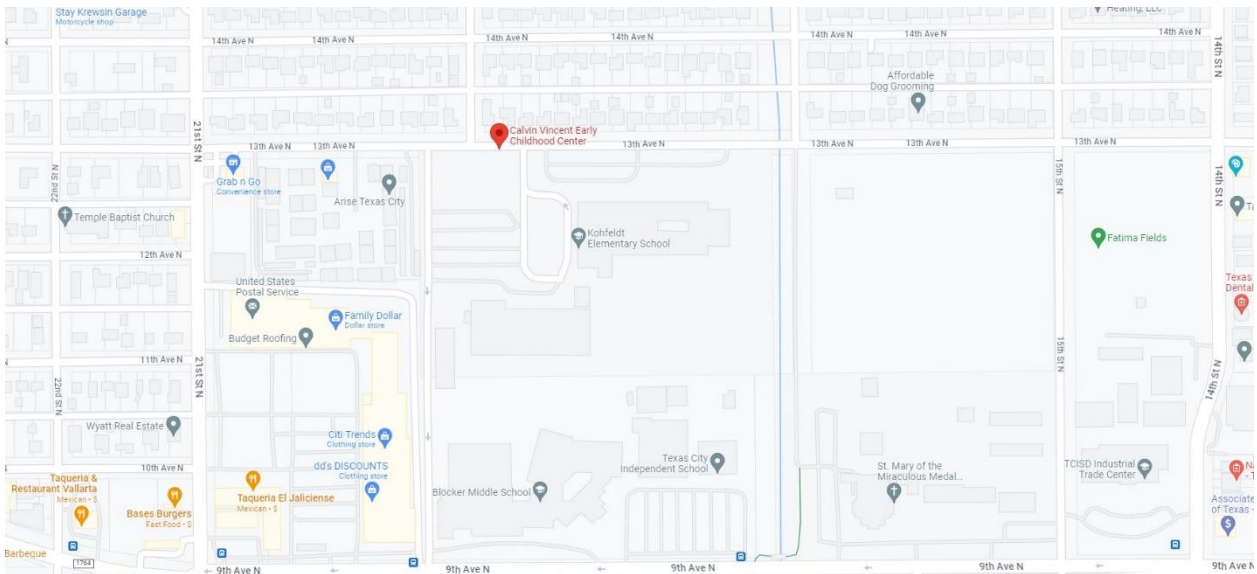 Stay Krewsin Garage
Motorcycle shop
Heating, LLC
14th Ave N
14th Ave N
14th Ave N
14th Ave N
14th Ave N
14th Ave N
14th Ave N
14th St N
Affordable
Dog Grooming
21st St N
Calvin Vincent Early
Childhood Center
13th Ave N
13th Ave N
13th Ave N
13th Ave N
13th Ave N
13th Ave N
22nd St N
Grab n Go
Convenience store
Arise Texas City
15th St N
14th St N
Temple Baptist Church
Kohfeldt
Elementary School
Fatima Fields
12th Ave N
United States
Postal Service
Texas
Dental
Family Dollar
Dollar store
Budget Roofing
11th Ave N
21st St N
15th St N
14th St N
22nd St N
Wyatt Real Estate
Citi Trends
Clothing store
10th Ave N
dd's DISCOUNTS
Clothing store
Texas City
Independent School
St. Mary of the
Miraculous Medal...
TCISD Industrial
Trade Center
Taqueria &
Restaurant Vallarta
Mexican • $
Taqueria El Jaliciense
Mexican • $
Blocker Middle School
Bases Burgers
Fast Food • $
Associate
of Texas
Barbeque
1764
9th Ave N
9th Ave N
9th Ave N
9th Ave N
9th Ave N
9th Ave N